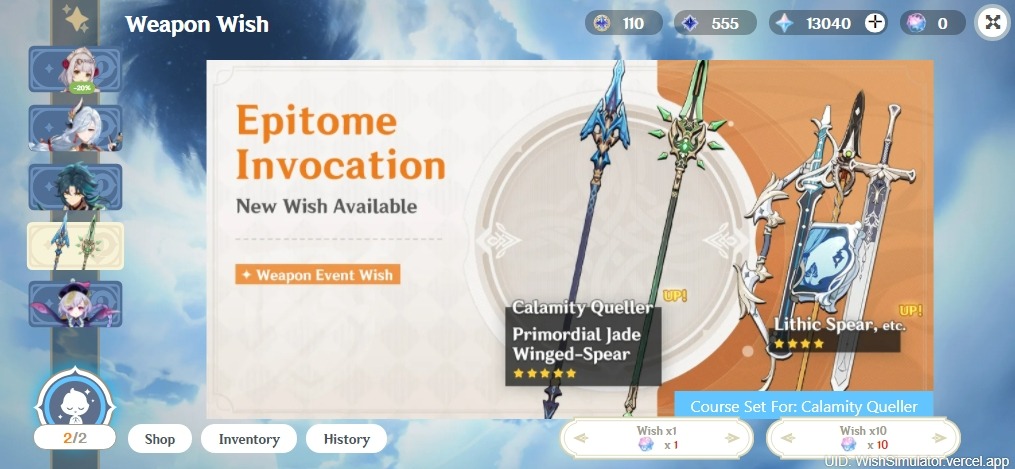 Weapon Wish
110
555
13040
0
-20%
Epitome
Invocation
New Wish Available
Weapon Event Wish
Calamity Queller
UP!
Primordial Jade
Winged-Spear
UP!
Lithic Spear, etc.
Course Set For: Calamity Queller
2/2
Shop
Inventory
History
Wish x1
x 1
Wish x10
x 10
UID: WishSimulator.vercel.app